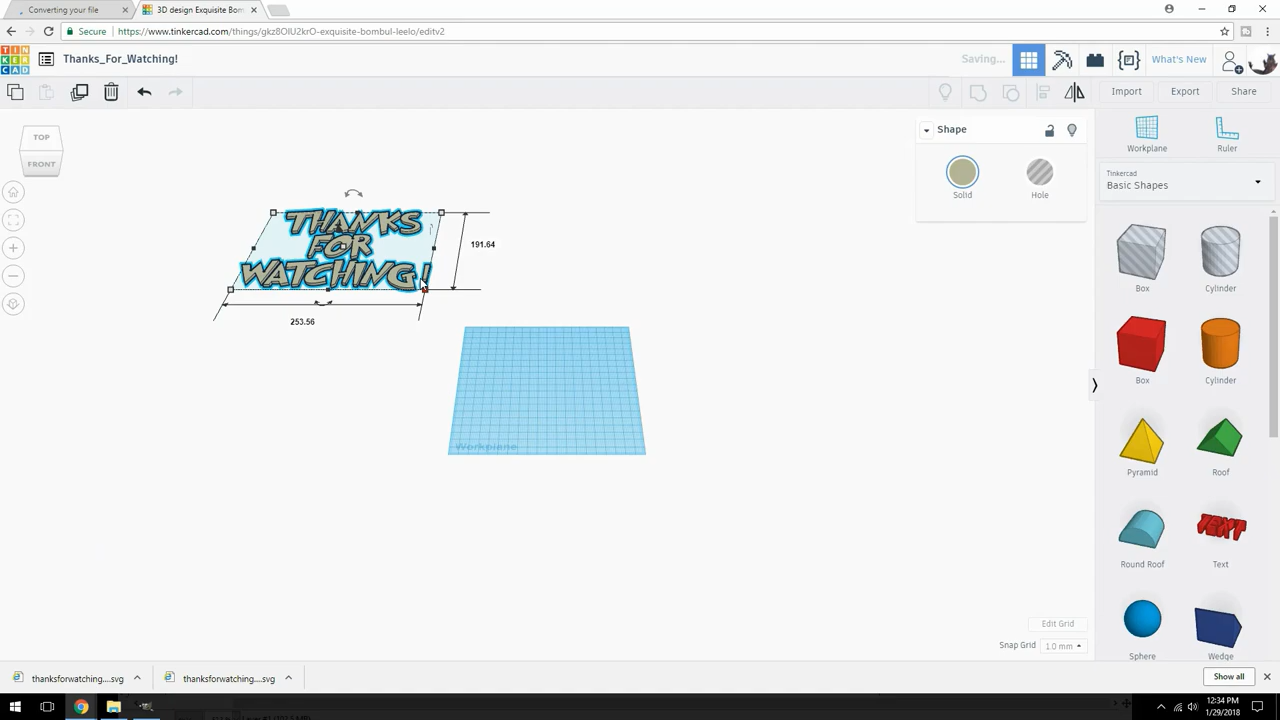 Converting your file
3D design Exquisite Bombul
Secure
https://www.tinkercad.com/things/gkz8OIU2krO-exquisite-bombul-leelo/editv2
TIN
KER
CAD
Thanks_For_Watching!
Saving...
What's New
Import
Export
Share
TOP
FRONT
Shape
Solid
Hole
Workplane
Ruler
Tinkercad
Basic Shapes
THANKS
FOR
WATCHING!
191.64
253.56
Workplane
Box
Cylinder
Box
Cylinder
Pyramid
Roof
TEXT
Round Roof
Text
Sphere
Wedge
Edit Grid
Snap Grid
1.0 mm
thanksforwatching....svg
thanksforwatching....svg
Show all
12:34 PM
1/29/2018